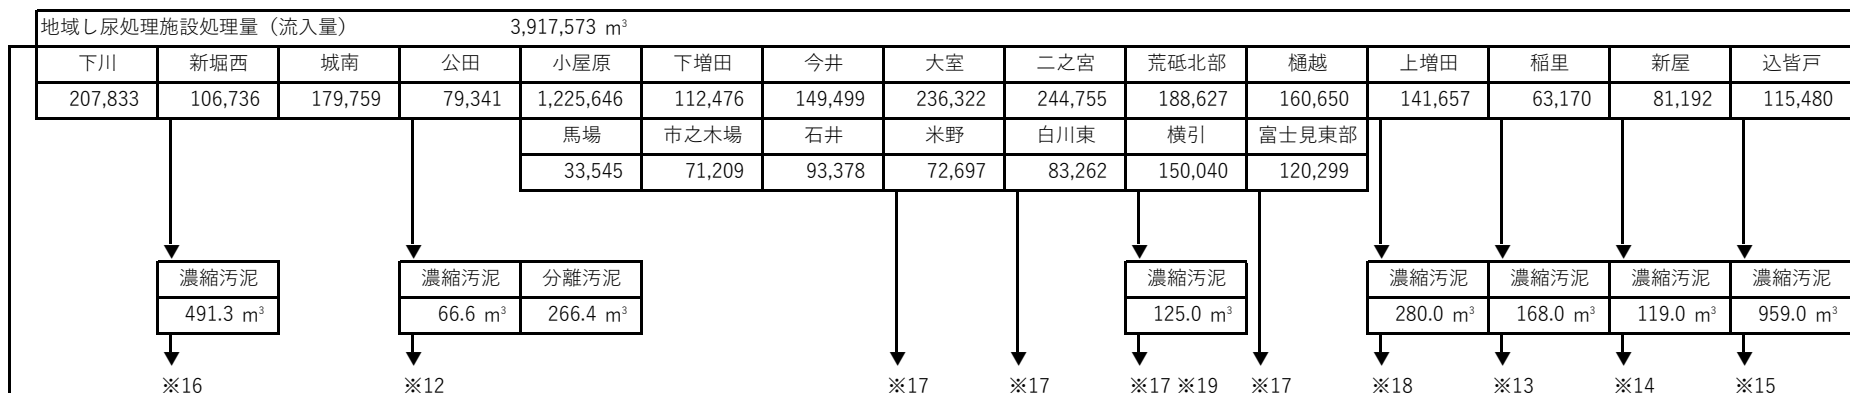 地域し尿処理施設処理量（流入量） 3,917,573 m³
下川 新堀西 城南 公田 小屋原 下増田 今井 大室 二之宮 荒砥北部 樋越 上増田 稲里 新屋 込皆戸
207,833 106,736 179,759 79,341 1,225,646 112,476 149,499 236,322 244,755 188,627 160,650 141,657 63,170 81,192 115,480
馬場 市之木場 石井 米野 白川東 横引 富士見東部
33,545 71,209 93,378 72,697 83,262 150,040 120,299
濃縮汚泥 濃縮汚泥 分離汚泥 濃縮汚泥 濃縮汚泥 濃縮汚泥 濃縮汚泥 濃縮汚泥
491.3 m³ 66.6 m³ 266.4 m³ 125.0 m³ 280.0 m³ 168.0 m³ 119.0 m³ 959.0 m³
※16 ※12 ※17 ※17 ※17 ※19 ※17 ※18 ※13 ※14 ※15